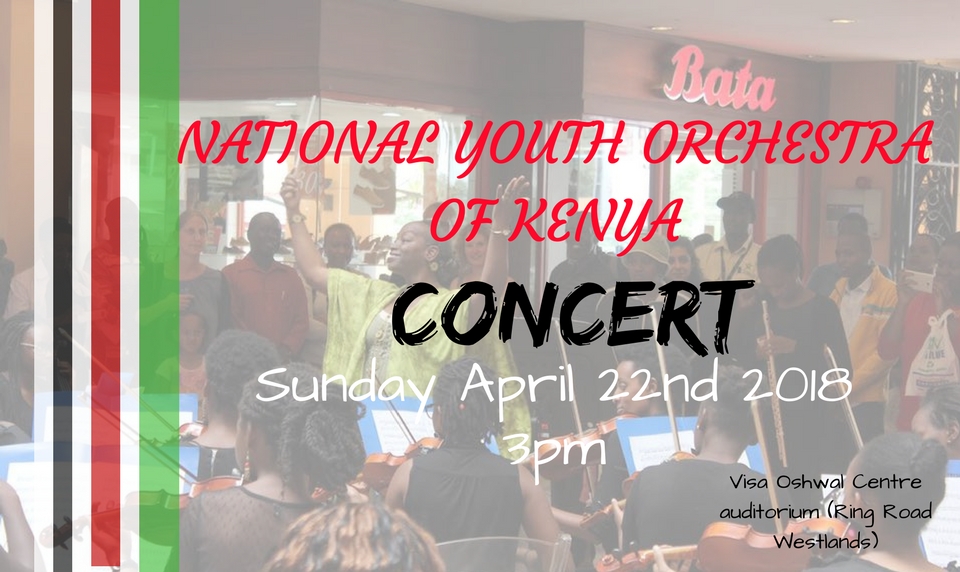 Bata
NATIONAL YOUTH ORCHESTRA
OF KENYA
CONCERT
Sunday April 22nd 2018
3pm
Visa Oshwal Centre
auditorium (Ring Road
Westlands)